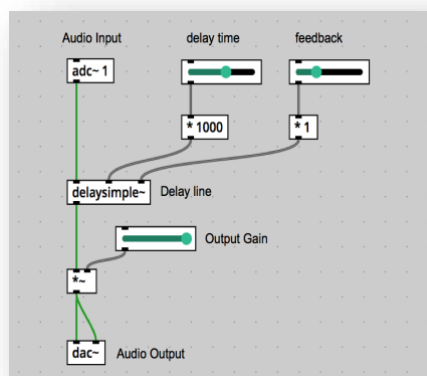 Audio Input
delay time
feedback
adc~ 1
* 1000
* 1
delaysimple~
Delay line
Output Gain
*~
dac~
Audio Output